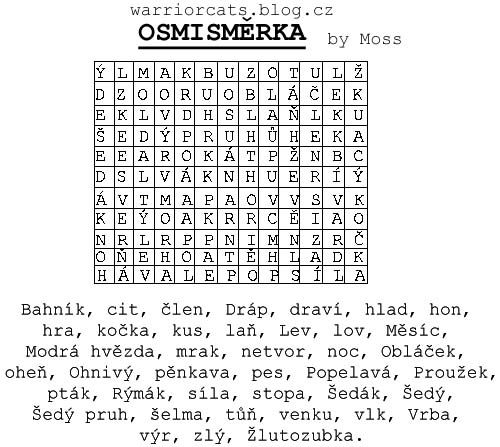 warriorcats.blog.cz
OSMISMĚRKA by Moss
Ý L M A K B U Z O T U L Ž
D Z O O R U O B L Á Č E K
E K L V D H S L A Ň L K U
Š E D Ý P R U H Ů H E K A
E E A R O K Á T P Ž N B C
D S L V Á K N H U E R Í Ý
Á V T M A P A O V V S V K
K E Ý O A K R R C Ě I A O
N R L R P P N I M N Z R Č
O Ň E H O A T Ě H L A D K
H Á V A L E P O P S Í L A
Bahník, cit, člen, Dráp, draví, hlad, hon,
hra, kočka, kus, laň, Lev, lov, Měsíc,
Modrá hvězda, mrak, netvor, noc, Obláček,
oheň, Ohnivý, pěnkava, pes, Popelavá, Proužek,
pták, Rýmák, síla, stopa, Šedák, Šedý,
Šedý pruh, šelma, tůň, venku, vlk, Vrba,
výr, zlý, Žlutozubka.